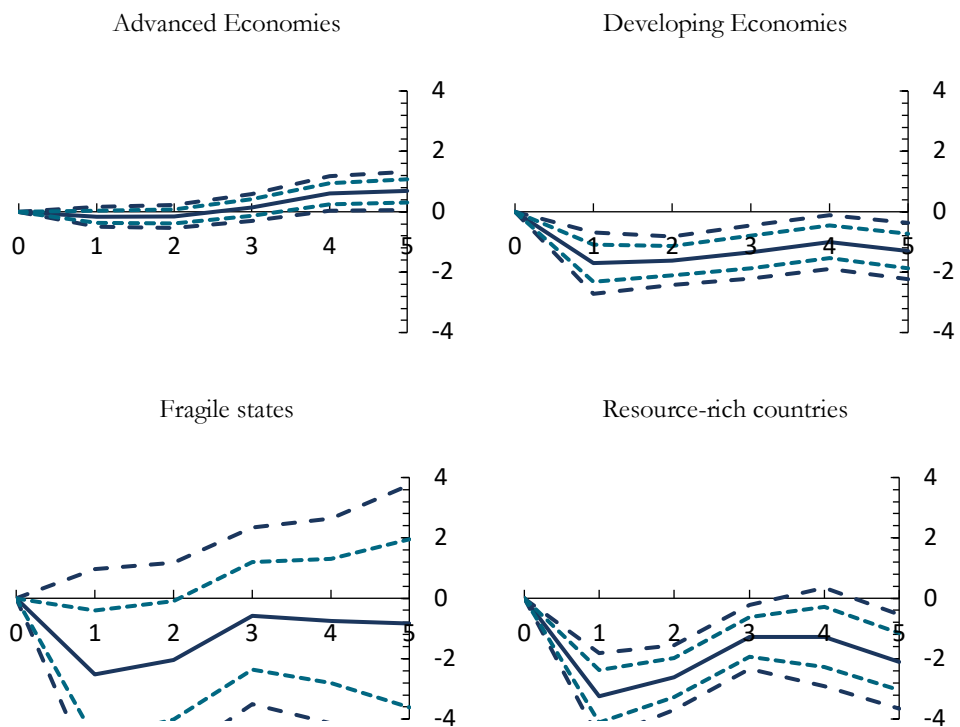 Advanced Economies
4
2
0
-2
-4
0 1 2 3 4 5
Developing Economies
4
2
0
-2
-4
0 1 2 3 4 5
Fragile states
4
2
0
-2
-4
0 1 2 3 4 5
Resource-rich countries
4
2
0
-2
-4
0 1 2 3 4 5